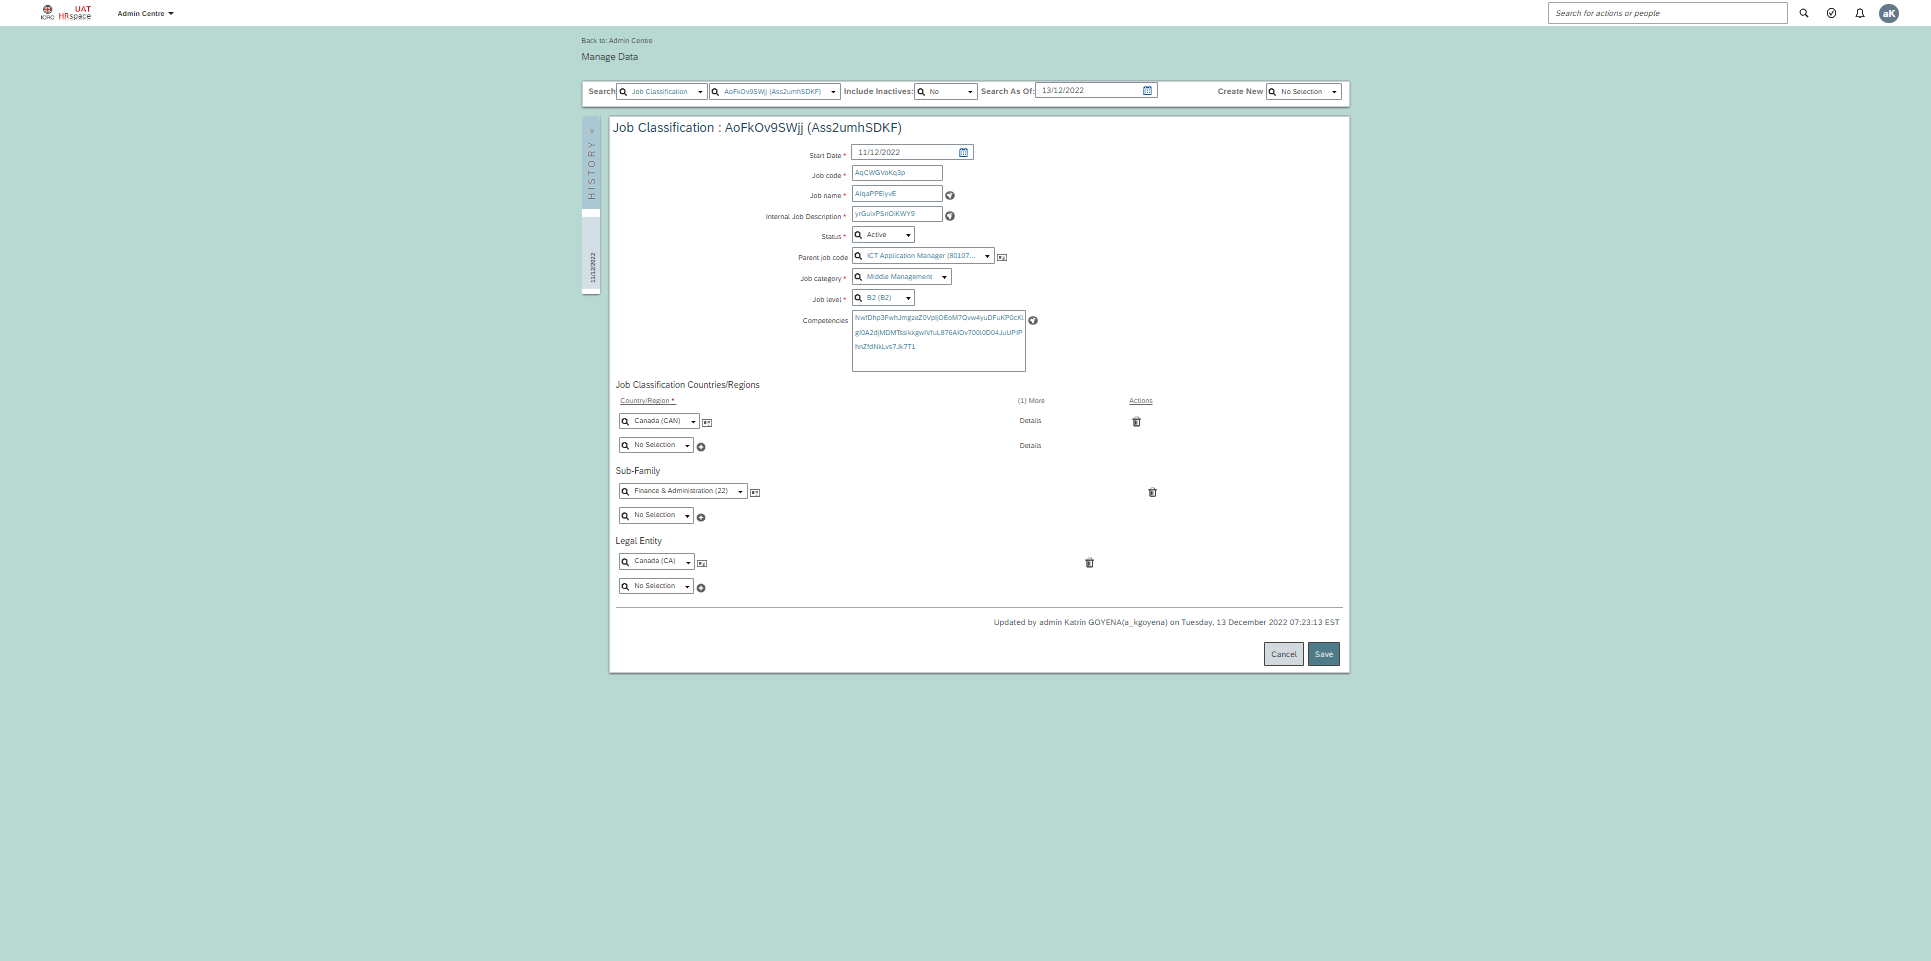 ICRC
UAT
HRspace
Admin Centre
Search for actions or people
aK
Back to: Admin Centre
Manage Data
Search Job Classification AoFkOv9SWjj (Ass2umhSDKF) Include Inactives: No Search As Of: 13/12/2022 Create New No Selection
HISTORY
11/12/2022
Job Classification : AoFkOv9SWjj (Ass2umhSDKF)
Start Date * 11/12/2022
Job code * AqCWGVoKq3p
Job name * AlqaPPEiyvE
Internal Job Description * yrGuixPSnOiKWY9
Status * Active
Parent job code ICT Application Manager (80107...
Job category * Middle Management
Job level * B2 (B2)
Competencies
hnZfdNkLvs7Jk7T1
Job Classification Countries/Regions
Country/Region * (1) More Actions
Canada (CAN) Details
No Selection Details
Sub-Family
Finance & Administration (22)
No Selection
Legal Entity
Canada (CA)
No Selection
Updated by admin Katrin GOYENA(a_kgoyena) on Tuesday, 13 December 2022 07:23:13 EST
Cancel Save